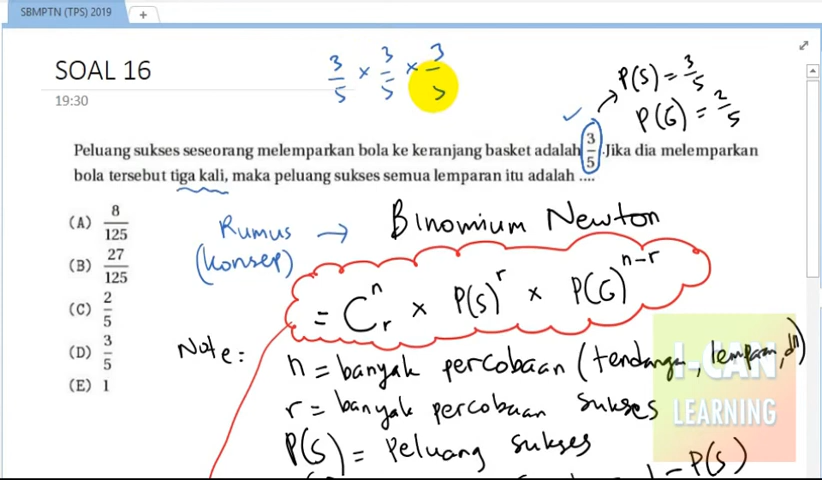 SBMPTN (TPS) 2019
+
SOAL 16
19:30
3/5 × 3/5 × 3/5
P(S) = 3/5
P(G) = 2/5
Peluang sukses seseorang melemparkan bola ke keranjang basket adalah 3/5. Jika dia melemparkan
bola tersebut tiga kali, maka peluang sukses semua lemparan itu adalah ....
(A) 8/125
(B) 27/125
(C) 2/5
(D) 3/5
(E) 1
Rumus → Binomium Newton
(konsep)
= C^n_r × P(S)^r × P(G)^(n-r)
Note:
n = banyak percobaan (tendangan, lemparan, dll)
r = banyak percobaan sukses
P(S) = Peluang sukses
1 - P(S)
I-CAN
LEARNING